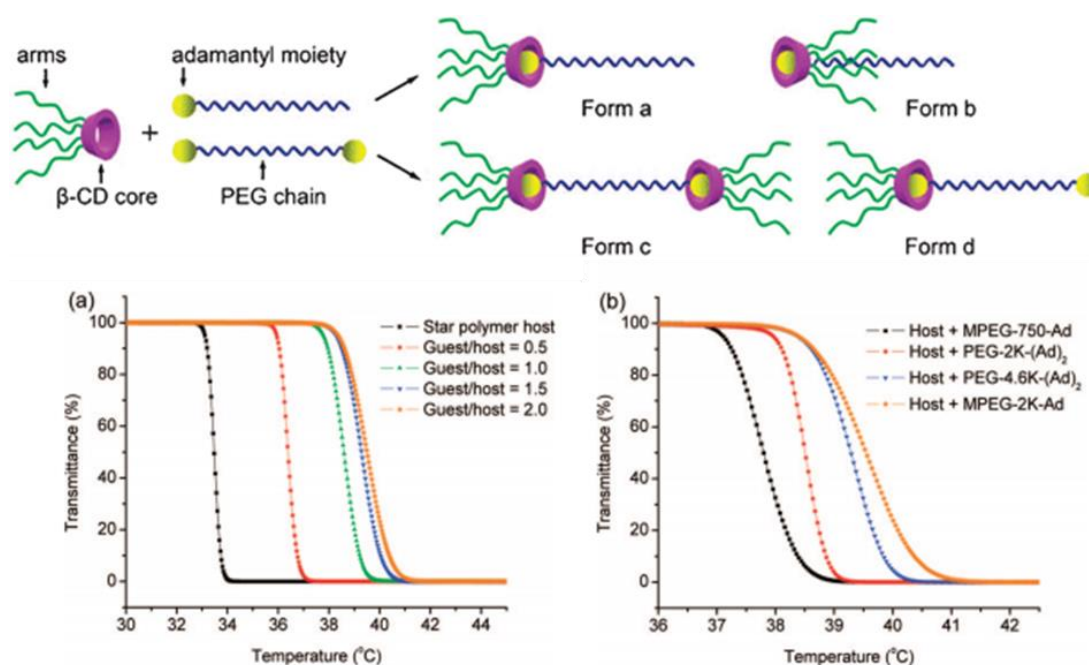 arms
adamantyl moiety
+
β-CD core
PEG chain
Form a
Form b
Form c
Form d
(a)
Star polymer host
Guest/host = 0.5
Guest/host = 1.0
Guest/host = 1.5
Guest/host = 2.0
100
80
60
40
20
0
Transmittance (%)
30 32 34 36 38 40 42 44
Temperature (°C)
(b)
Host + MPEG-750-Ad
Host + PEG-2K-(Ad)₂
Host + PEG-4.6K-(Ad)₂
Host + MPEG-2K-Ad
100
80
60
40
20
0
Transmittance (%)
36 37 38 39 40 41 42
Temperature (°C)